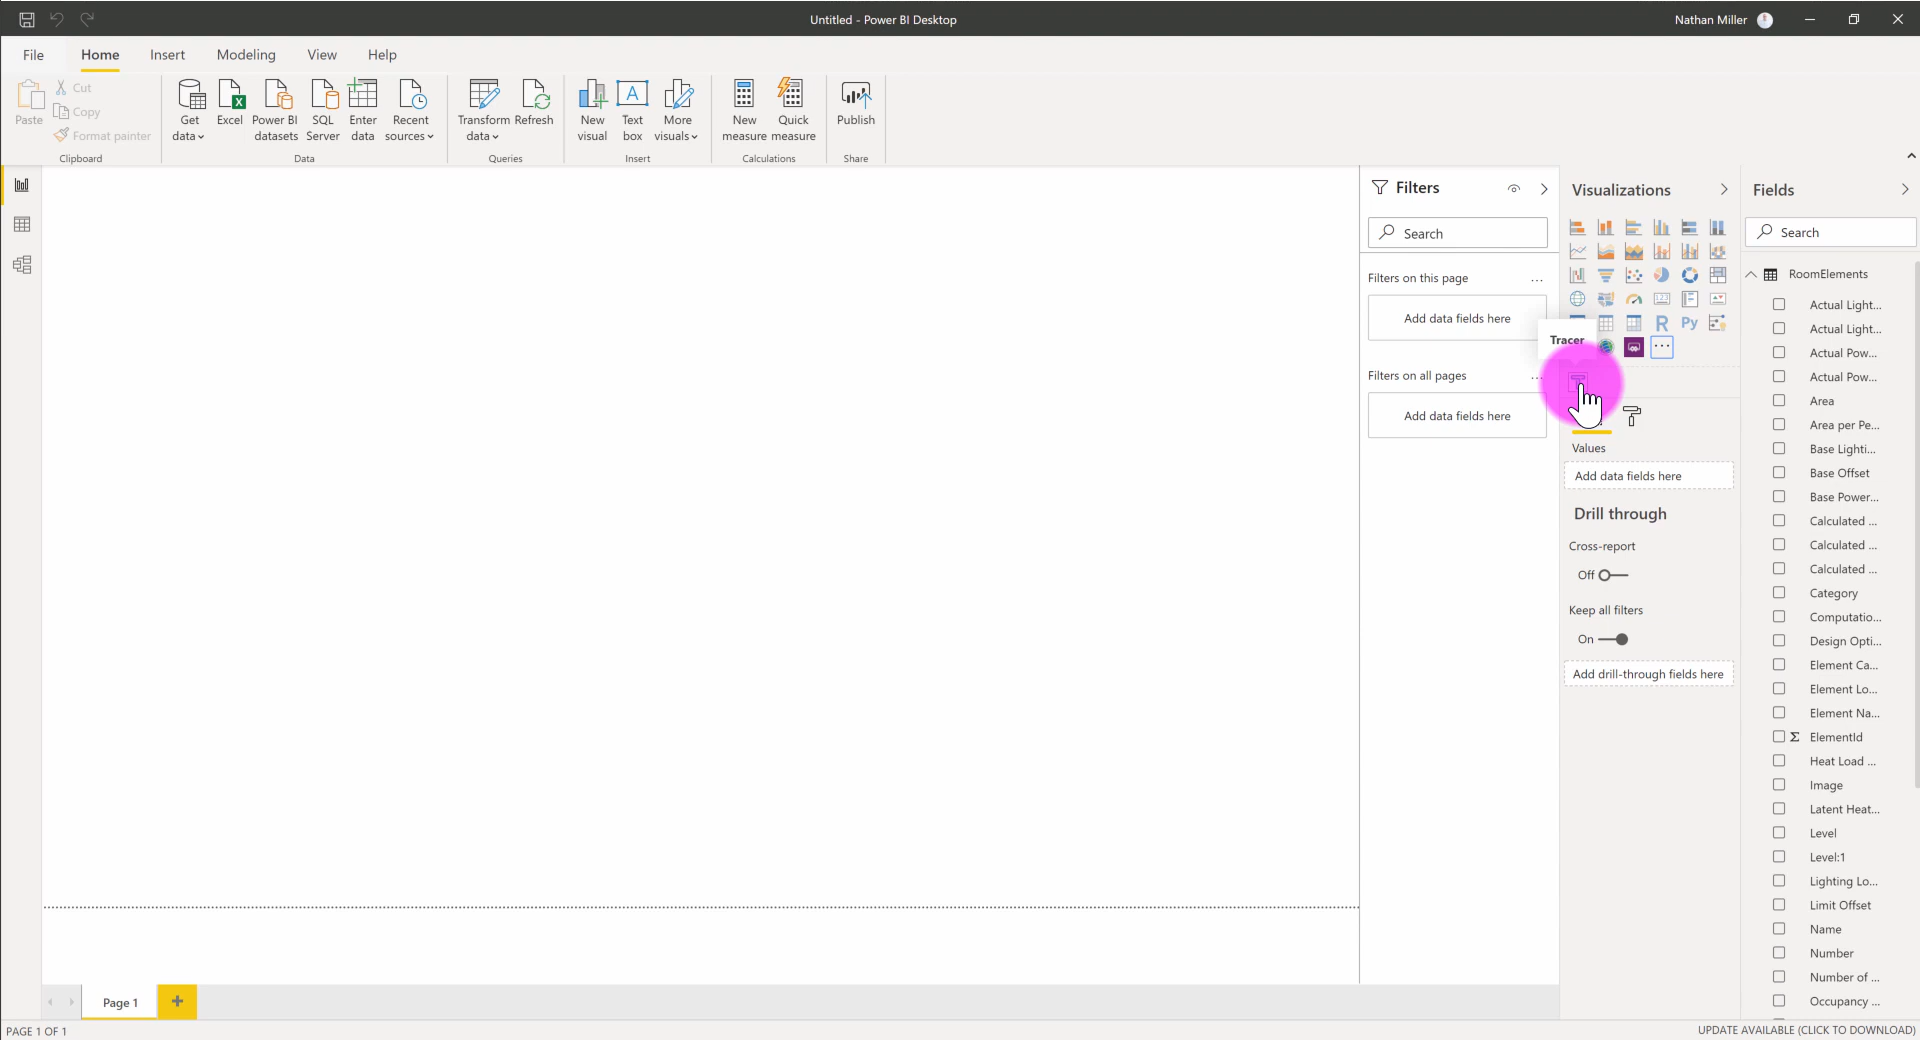 Untitled - Power BI Desktop
Nathan Miller
File
Home
Insert
Modeling
View
Help
Paste
Cut
Copy
Format painter
Clipboard
Get data
Excel
Power BI datasets
SQL Server
Enter data
Recent sources
Data
Transform data
Refresh
Queries
New visual
Text box
More visuals
Insert
New measure
Quick measure
Calculations
Publish
Share
Filters
Search
Filters on this page
...
Add data fields here
Filters on all pages
...
Add data fields here
Visualizations
123
R
Py
Tracer
...
Values
Add data fields here
Drill through
Cross-report
Off
Keep all filters
On
Add drill-through fields here
Fields
Search
RoomElements
Actual Light...
Actual Light...
Actual Pow...
Actual Pow...
Area
Area per Pe...
Base Lighti...
Base Offset
Base Power...
Calculated ...
Calculated ...
Calculated ...
Category
Computatio...
Design Opti...
Element Ca...
Element Lo...
Element Na...
Σ ElementId
Heat Load ...
Image
Latent Heat...
Level
Level:1
Lighting Lo...
Limit Offset
Name
Number
Number of ...
Occupancy ...
Page 1
+
PAGE 1 OF 1
UPDATE AVAILABLE (CLICK TO DOWNLOAD)